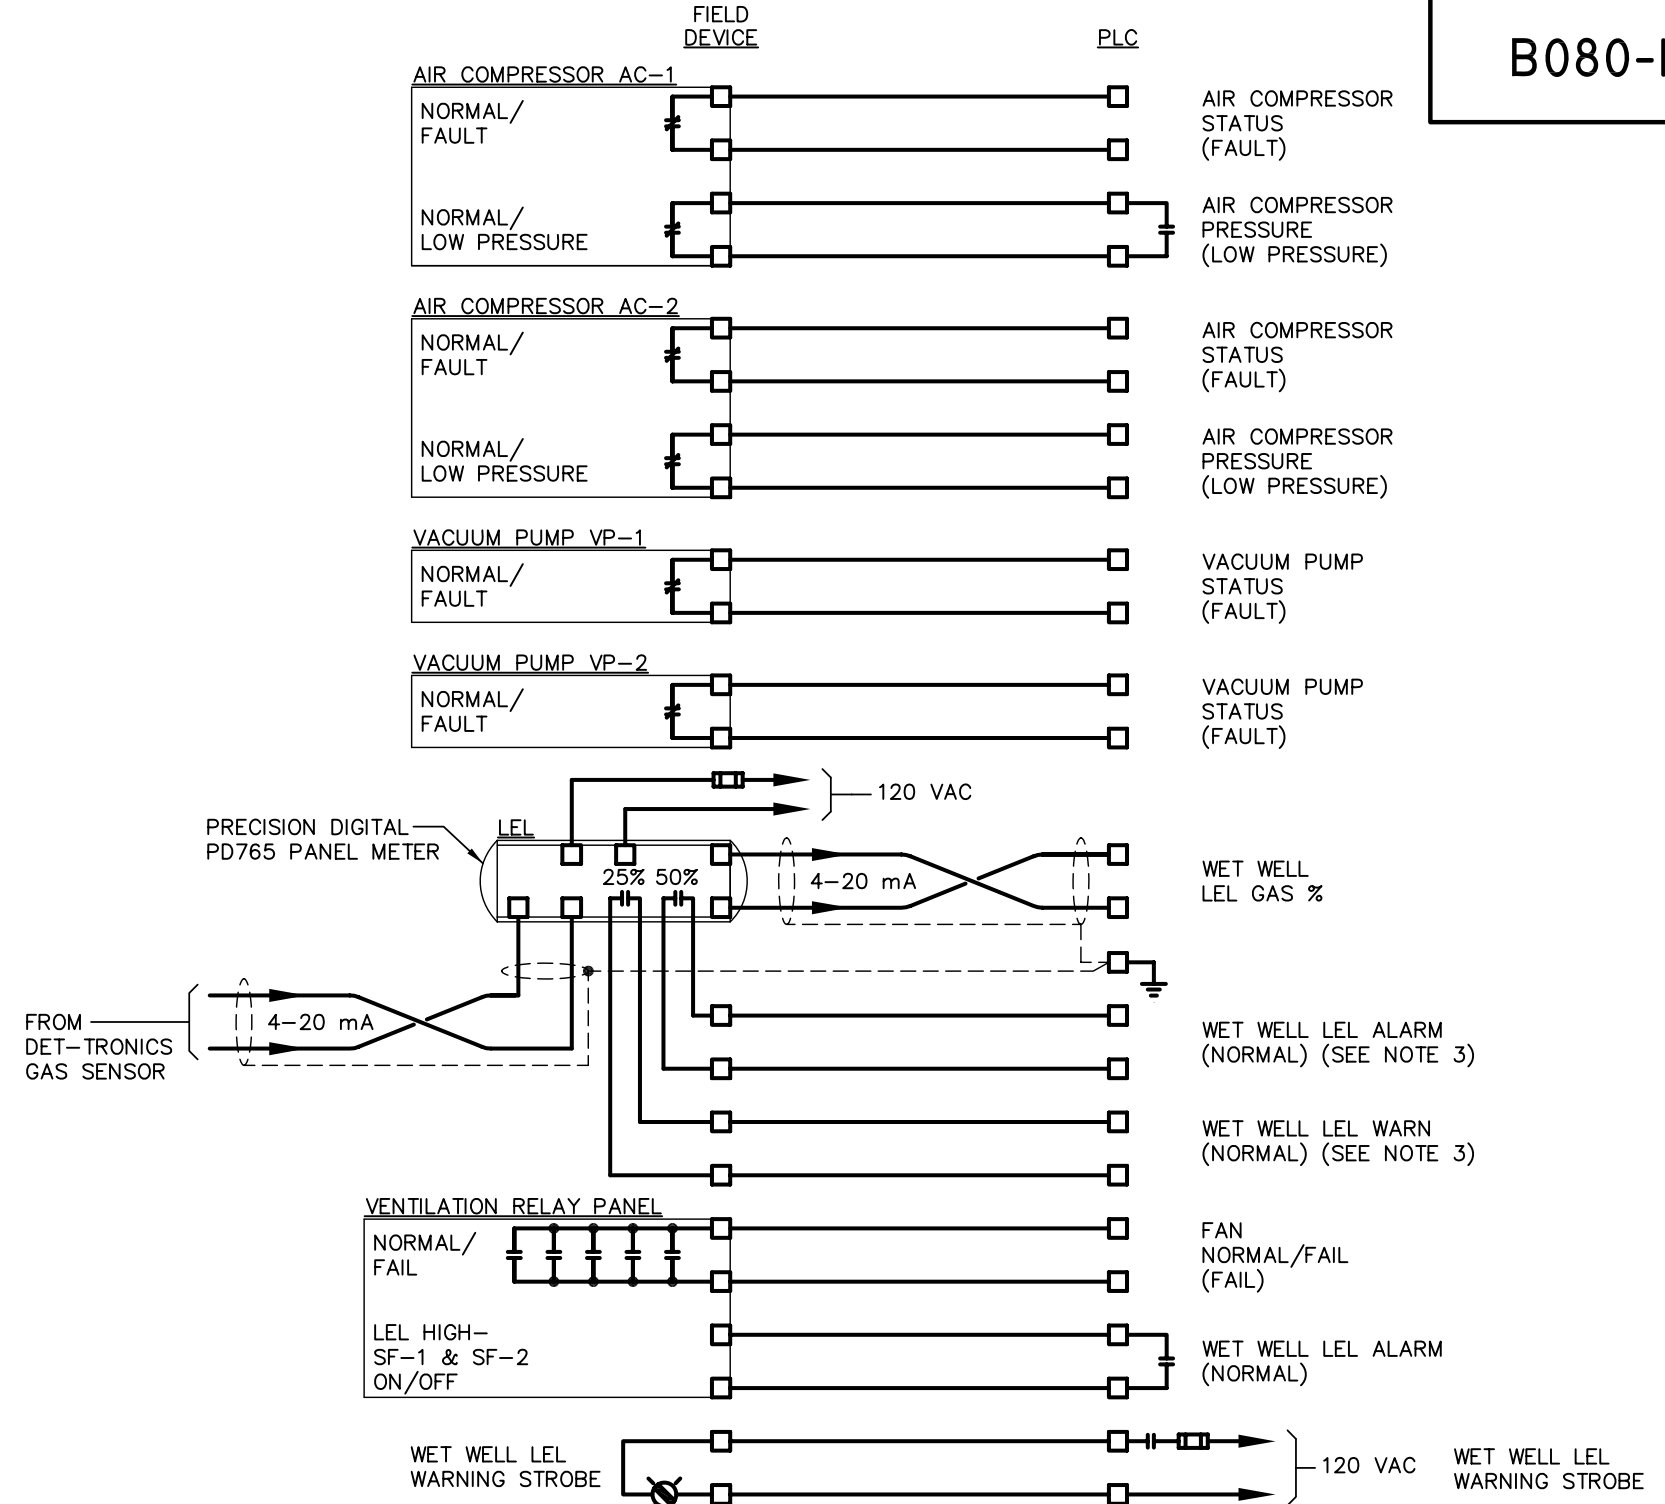 FIELD
DEVICE
PLC
B080-
AIR COMPRESSOR AC-1
NORMAL/
FAULT
AIR COMPRESSOR
STATUS
(FAULT)
NORMAL/
LOW PRESSURE
AIR COMPRESSOR
PRESSURE
(LOW PRESSURE)
AIR COMPRESSOR AC-2
NORMAL/
FAULT
AIR COMPRESSOR
STATUS
(FAULT)
NORMAL/
LOW PRESSURE
AIR COMPRESSOR
PRESSURE
(LOW PRESSURE)
VACUUM PUMP VP-1
NORMAL/
FAULT
VACUUM PUMP
STATUS
(FAULT)
VACUUM PUMP VP-2
NORMAL/
FAULT
VACUUM PUMP
STATUS
(FAULT)
120 VAC
PRECISION DIGITAL
PD765 PANEL METER
LEL
25% 50%
4-20 mA
WET WELL
LEL GAS %
FROM
DET-TRONICS
GAS SENSOR
4-20 mA
WET WELL LEL ALARM
(NORMAL) (SEE NOTE 3)
WET WELL LEL WARN
(NORMAL) (SEE NOTE 3)
VENTILATION RELAY PANEL
NORMAL/
FAIL
FAN
NORMAL/FAIL
(FAIL)
LEL HIGH-
SF-1 & SF-2
ON/OFF
WET WELL LEL ALARM
(NORMAL)
WET WELL LEL
WARNING STROBE
120 VAC
WET WELL LEL
WARNING STROBE